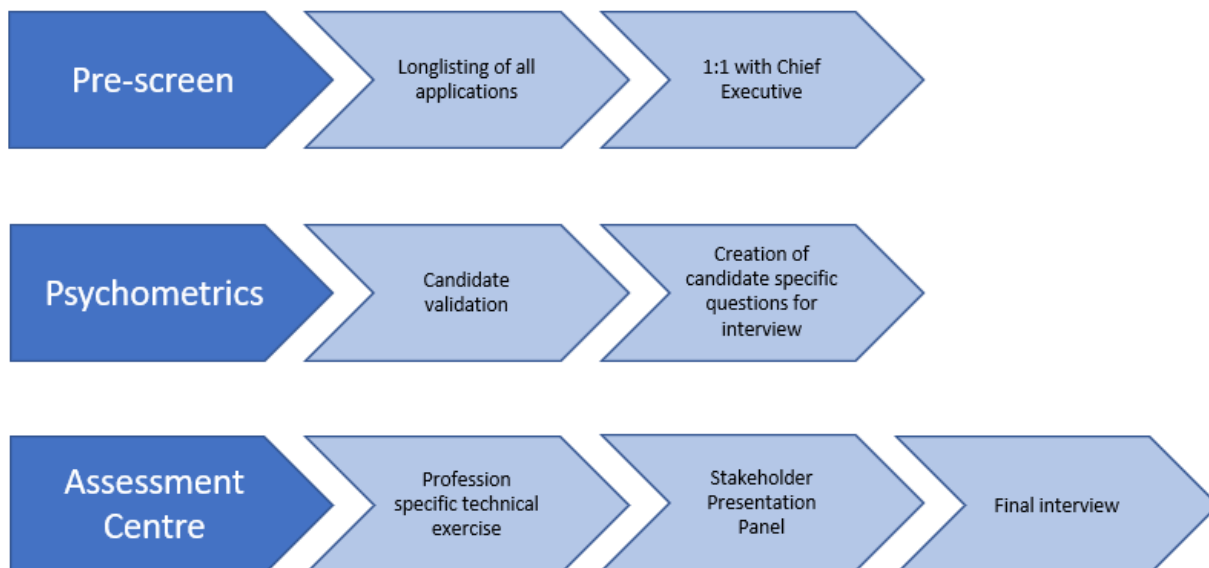 Pre-screen
Longlisting of all
applications
1:1 with Chief
Executive
Psychometrics
Candidate
validation
Creation of
candidate specific
questions for
interview
Assessment
Centre
Profession
specific technical
exercise
Stakeholder
Presentation
Panel
Final interview